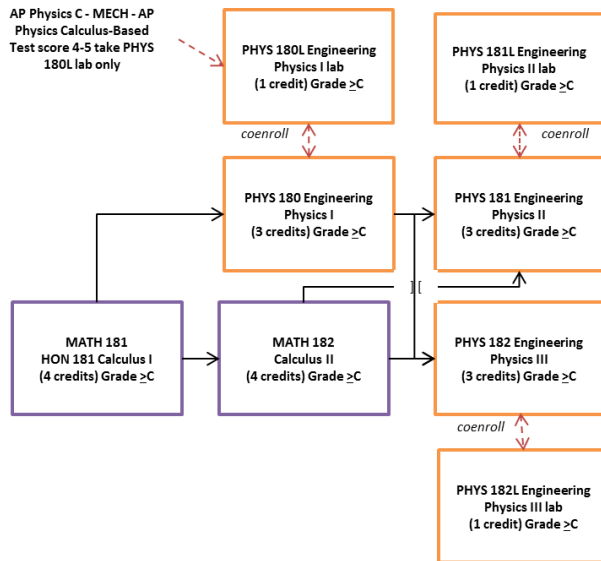 AP Physics C - MECH - AP
Physics Calculus-Based
Test score 4-5 take PHYS
180L lab only
PHYS 180L Engineering
Physics I lab
(1 credit) Grade ≥C
PHYS 181L Engineering
Physics II lab
(1 credit) Grade ≥C
coenroll
coenroll
PHYS 180 Engineering
Physics I
(3 credits) Grade ≥C
PHYS 181 Engineering
Physics II
(3 credits) Grade ≥C
] [
MATH 181
HON 181 Calculus I
(4 credits) Grade ≥C
MATH 182
Calculus II
(4 credits) Grade ≥C
PHYS 182 Engineering
Physics III
(3 credits) Grade ≥C
coenroll
PHYS 182L Engineering
Physics III lab
(1 credit) Grade ≥C